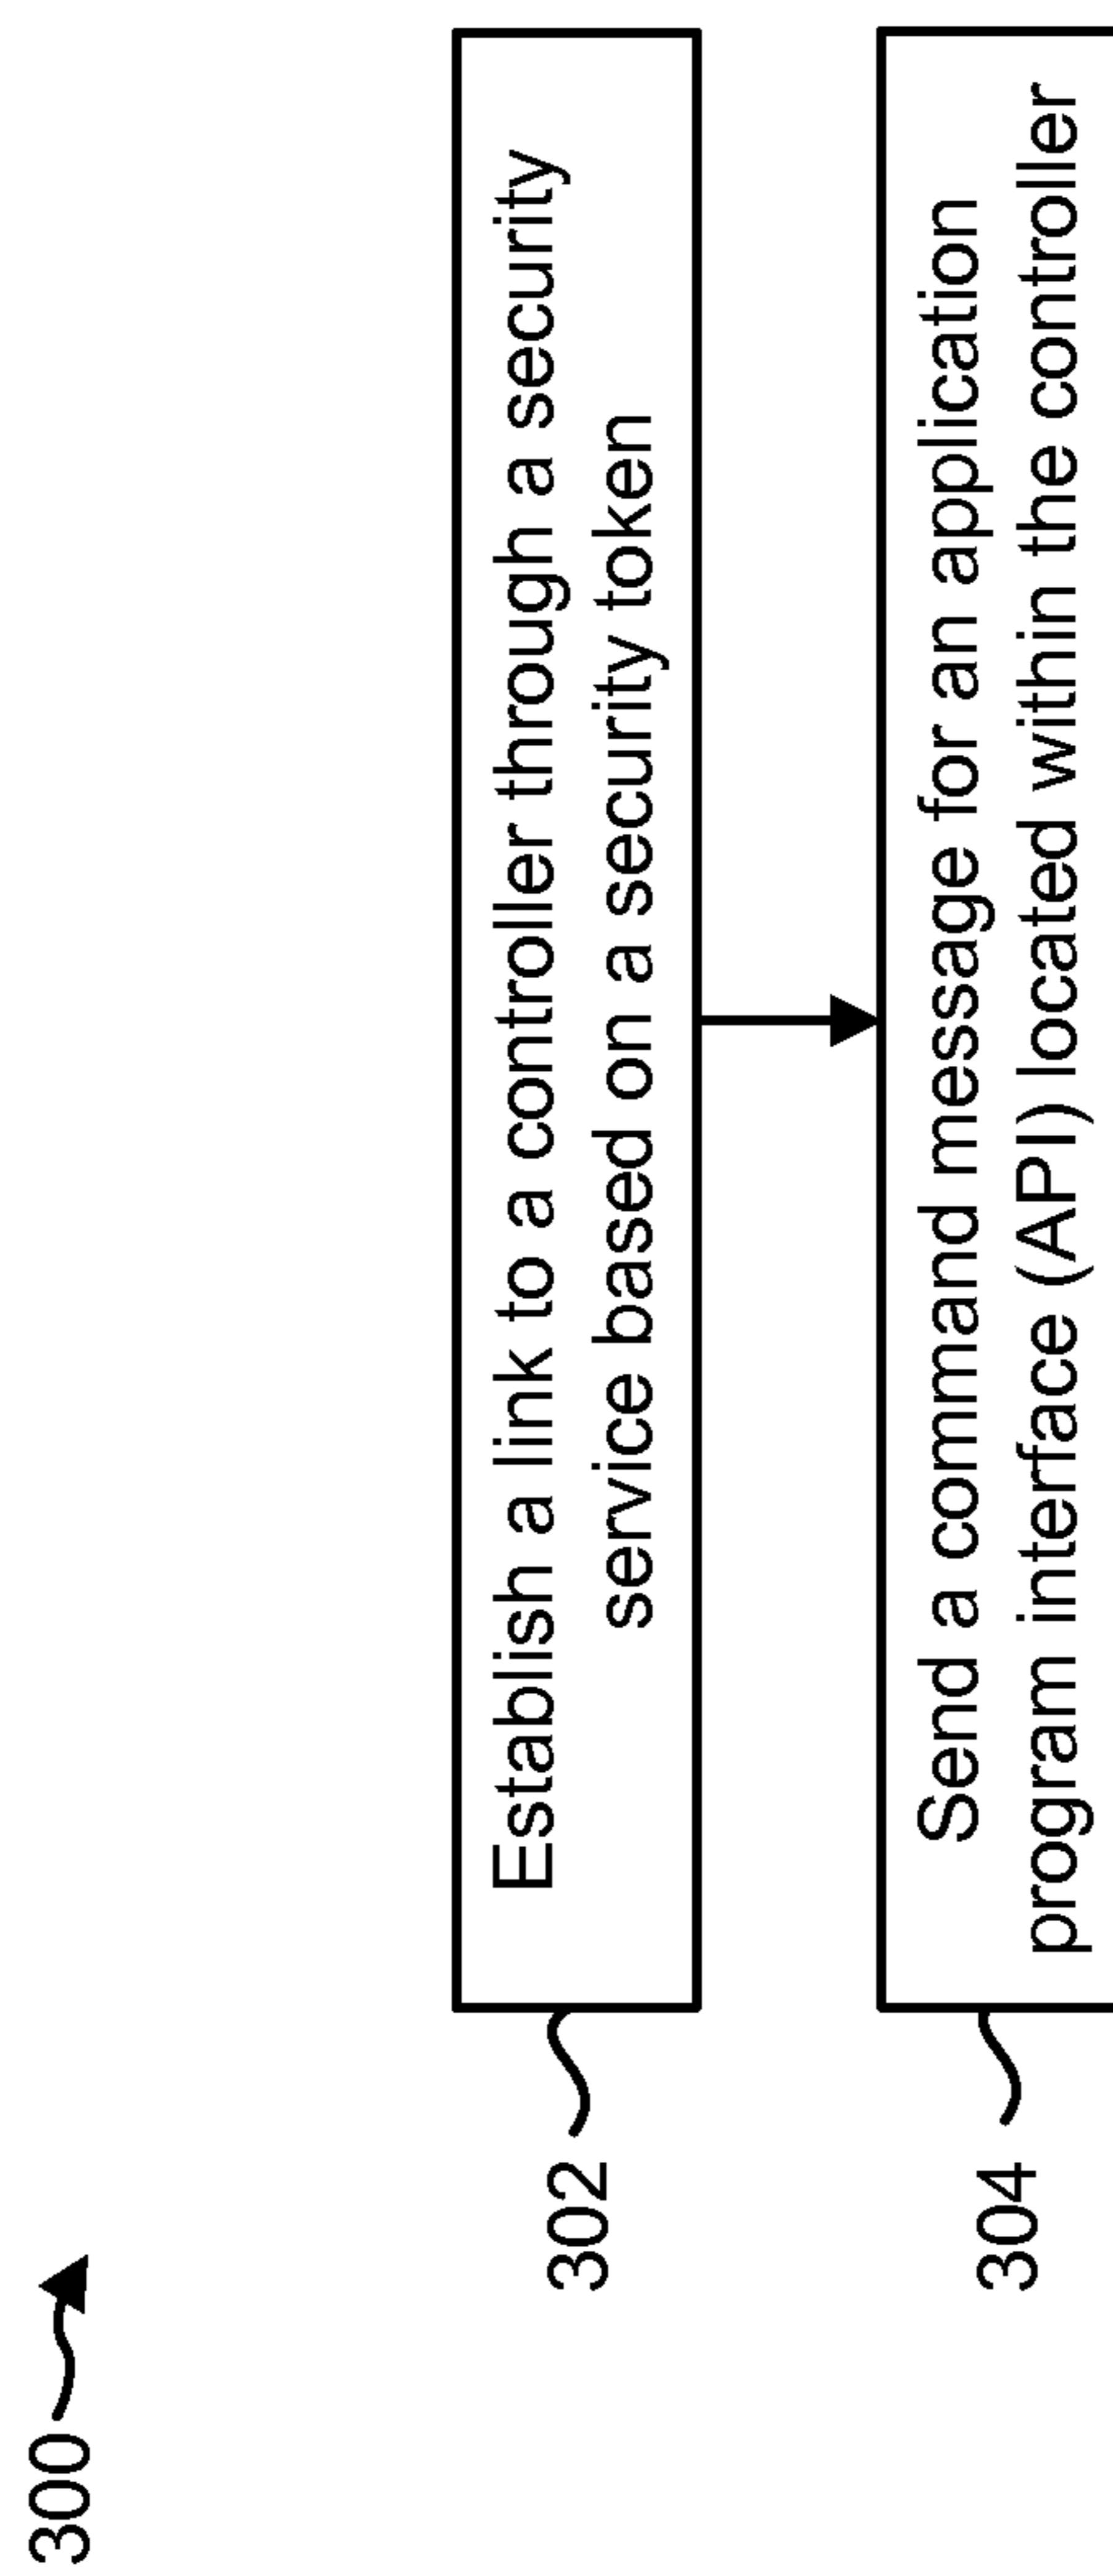 300
302
Establish a link to a controller through a security
service based on a security token
304
Send a command message for an application
program interface (API) located within the controller